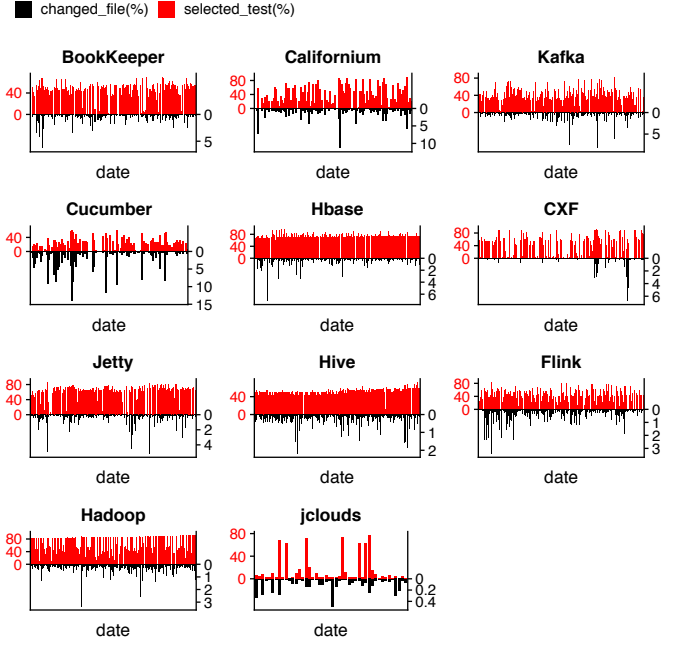 changed_file(%) selected_test(%)
BookKeeper Californium Kafka
40 0 0 5
80 40 0 0 5 10
80 40 0 0 5
date date date
Cucumber Hbase CXF
40 0 0 5 10 15
80 40 0 0 2 4 6
80 40 0 0 2 4 6
date date date
Jetty Hive Flink
80 40 0 0 2 4
40 0 0 1 2
80 40 0 0 1 2 3
date date date
Hadoop jclouds
80 40 0 0 1 2 3
80 40 0 0 0.2 0.4
date date